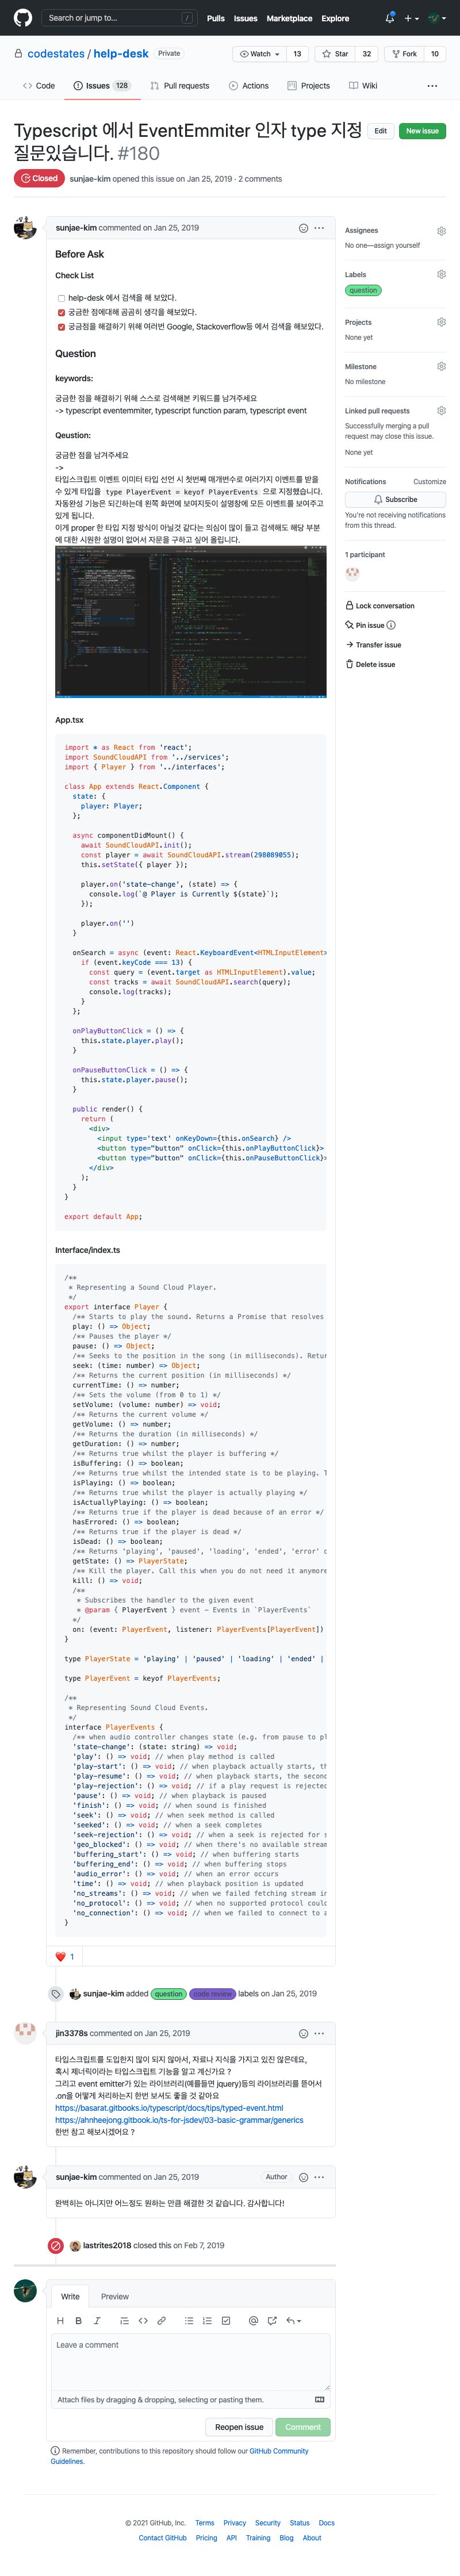 Search or jump to... /
Pulls Issues Marketplace Explore
codestates / help-desk Private
Watch 13 Star 32 Fork 10
Code Issues 128 Pull requests Actions Projects Wiki
Typescript 에서 EventEmmiter 인자 type 지정
질문있습니다. #180
Edit New issue
Closed sunjae-kim opened this issue on Jan 25, 2019 · 2 comments
sunjae-kim commented on Jan 25, 2019
Before Ask
Check List
help-desk 에서 검색을 해 보았다.
궁금한 점에대해 곰곰히 생각을 해보았다.
궁금점을 해결하기 위해 여러번 Google, Stackoverflow등 에서 검색을 해보았다.
Question
keywords:
궁금한 점을 해결하기 위해 스스로 검색해본 키워드를 남겨주세요
-> typescript eventemmiter, typescript function param, typescript event
Qeustion:
궁금한 점을 남겨주세요
->
타입스크립트 이벤트 이미터 타입 선언 시 첫번째 매개변수로 여러가지 이벤트를 받을
수 있게 타입을 type PlayerEvent = keyof PlayerEvents 으로 지정했습니다.
자동완성 기능은 되긴하는데 왼쪽 화면에 보여지듯이 설명창에 모든 이벤트를 보여주고
있게 됩니다.
이게 proper 한 타입 지정 방식이 아닐것 같다는 의심이 많이 들고 검색해도 해당 부분
에 대한 시원한 설명이 없어서 자문을 구하고 싶어 올립니다.
App.tsx
import * as React from 'react';
import SoundCloudAPI from '../services';
import { Player } from '../interfaces';
class App extends React.Component {
state: {
player: Player;
};
async componentDidMount() {
await SoundCloudAPI.init();
const player = await SoundCloudAPI.stream(298089055);
this.setState({ player });
player.on('state-change', (state) => {
console.log(`@ Player is Currently ${state}`);
});
player.on('')
}
onSearch = async (event: React.KeyboardEvent<HTMLInputElement>
if (event.keyCode === 13) {
const query = (event.target as HTMLInputElement).value;
const tracks = await SoundCloudAPI.search(query);
console.log(tracks);
}
};
onPlayButtonClick = () => {
this.state.player.play();
}
onPauseButtonClick = () => {
this.state.player.pause();
}
public render() {
return (
<div>
<input type='text' onKeyDown={this.onSearch} />
<button type="button" onClick={this.onPlayButtonClick}>
<button type="button" onClick={this.onPauseButtonClick}>
</div>
);
}
}
export default App;
Interface/index.ts
/**
* Representing a Sound Cloud Player.
*/
export interface Player {
/** Starts to play the sound. Returns a Promise that resolves
play: () => Object;
/** Pauses the player */
pause: () => Object;
/** Seeks to the position in the song (in milliseconds). Retur
seek: (time: number) => Object;
/** Returns the current position (in milliseconds) */
currentTime: () => number;
/** Sets the volume (from 0 to 1) */
setVolume: (volume: number) => void;
/** Returns the current volume */
getVolume: () => number;
/** Returns the duration (in milliseconds) */
getDuration: () => number;
/** Returns true whilst the player is buffering */
isBuffering: () => boolean;
/** Returns true whilst the intended state is to be playing. T
isPlaying: () => boolean;
/** Returns true whilst the player is actually playing */
isActuallyPlaying: () => boolean;
/** Returns true if the player is dead because of an error */
hasErrored: () => boolean;
/** Returns true if the player is dead */
isDead: () => boolean;
/** Returns 'playing', 'paused', 'loading', 'ended', 'error' o
getState: () => PlayerState;
/** Kill the player. Call this when you do not need it anymore
kill: () => void;
/**
* Subscribes the handler to the given event
* @param { PlayerEvent } event - Events in `PlayerEvents`
*/
on: (event: PlayerEvent, listener: PlayerEvents[PlayerEvent])
}
type PlayerState = 'playing' | 'paused' | 'loading' | 'ended' |
type PlayerEvent = keyof PlayerEvents;
/**
* Representing Sound Cloud Events.
*/
interface PlayerEvents {
/** when audio controller changes state (e.g. from pause to pl
'state-change': (state: string) => void;
'play': () => void; // when play method is called
'play-start': () => void; // when playback actually starts, th
'play-resume': () => void; // when playback starts, the second
'play-rejection': () => void; // if a play request is rejected
'pause': () => void; // when playback is paused
'finish': () => void; // when sound is finished
'seek': () => void; // when seek method is called
'seeked': () => void; // when a seek completes
'seek-rejection': () => void; // when a seek is rejected for s
'geo_blocked': () => void; // when there's no available stream
'buffering_start': () => void; // when buffering starts
'buffering_end': () => void; // when buffering stops
'audio_error': () => void; // when an error occurs
'time': () => void; // when playback position is updated
'no_streams': () => void; // when we failed fetching stream in
'no_protocol': () => void; // when no supported protocol could
'no_connection': () => void; // when we failed to connect to a
}
1
sunjae-kim added question code review labels on Jan 25, 2019
jin3378s commented on Jan 25, 2019
타입스크립트를 도입한지 많이 되지 않아서, 자료나 지식을 가지고 있진 않은데요,
혹시 제너릭이라는 타입스크립트 기능을 알고 계신가요 ?
그리고 event emitter가 있는 라이브러리(예를들면 jquery)등의 라이브러리를 뜯어서
.on을 어떻게 처리하는지 한번 보셔도 좋을 것 같아요
https://basarat.gitbooks.io/typescript/docs/tips/typed-event.html
https://ahnheejong.gitbook.io/ts-for-jsdev/03-basic-grammar/generics
한번 참고 해보시겠어요 ?
sunjae-kim commented on Jan 25, 2019 Author
완벽히는 아니지만 어느정도 원하는 만큼 해결한 것 같습니다. 감사합니다!
lastrites2018 closed this on Feb 7, 2019
Write Preview
Leave a comment
Attach files by dragging & dropping, selecting or pasting them.
Reopen issue Comment
Remember, contributions to this repository should follow our GitHub Community
Guidelines.
Assignees
No one—assign yourself
Labels
question
Projects
None yet
Milestone
No milestone
Linked pull requests
Successfully merging a pull
request may close this issue.
None yet
Notifications Customize
Subscribe
You're not receiving notifications
from this thread.
1 participant
Lock conversation
Pin issue
Transfer issue
Delete issue
© 2021 GitHub, Inc. Terms Privacy Security Status Docs
Contact GitHub Pricing API Training Blog About